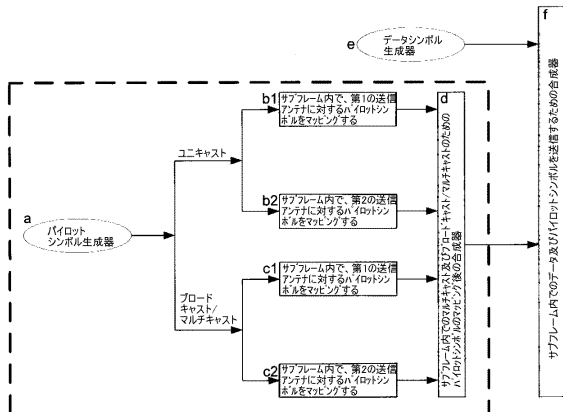 f
e
データシンボル
生成器
サブフレーム内でのデータ及びパイロットシンボルを送信するための合成器
b1
サブフレーム内で、第1の送信
アンテナに対するパイロットシン
ボルをマッピングする
d
サブフレーム内でのマルチキャスト及びブロードキャスト/マルチキャストのための
パイロットシンボルのマッピング後の合成器
ユニキャスト
b2
サブフレーム内で、第2の送信
アンテナに対するパイロットシン
ボルをマッピングする
a
パイロット
シンボル生成器
c1
サブフレーム内で、第1の送信
アンテナに対するパイロットシン
ボルをマッピングする
ブロード
キャスト/
マルチキャスト
c2
サブフレーム内で、第2の送信
アンテナに対するパイロットシン
ボルをマッピングする